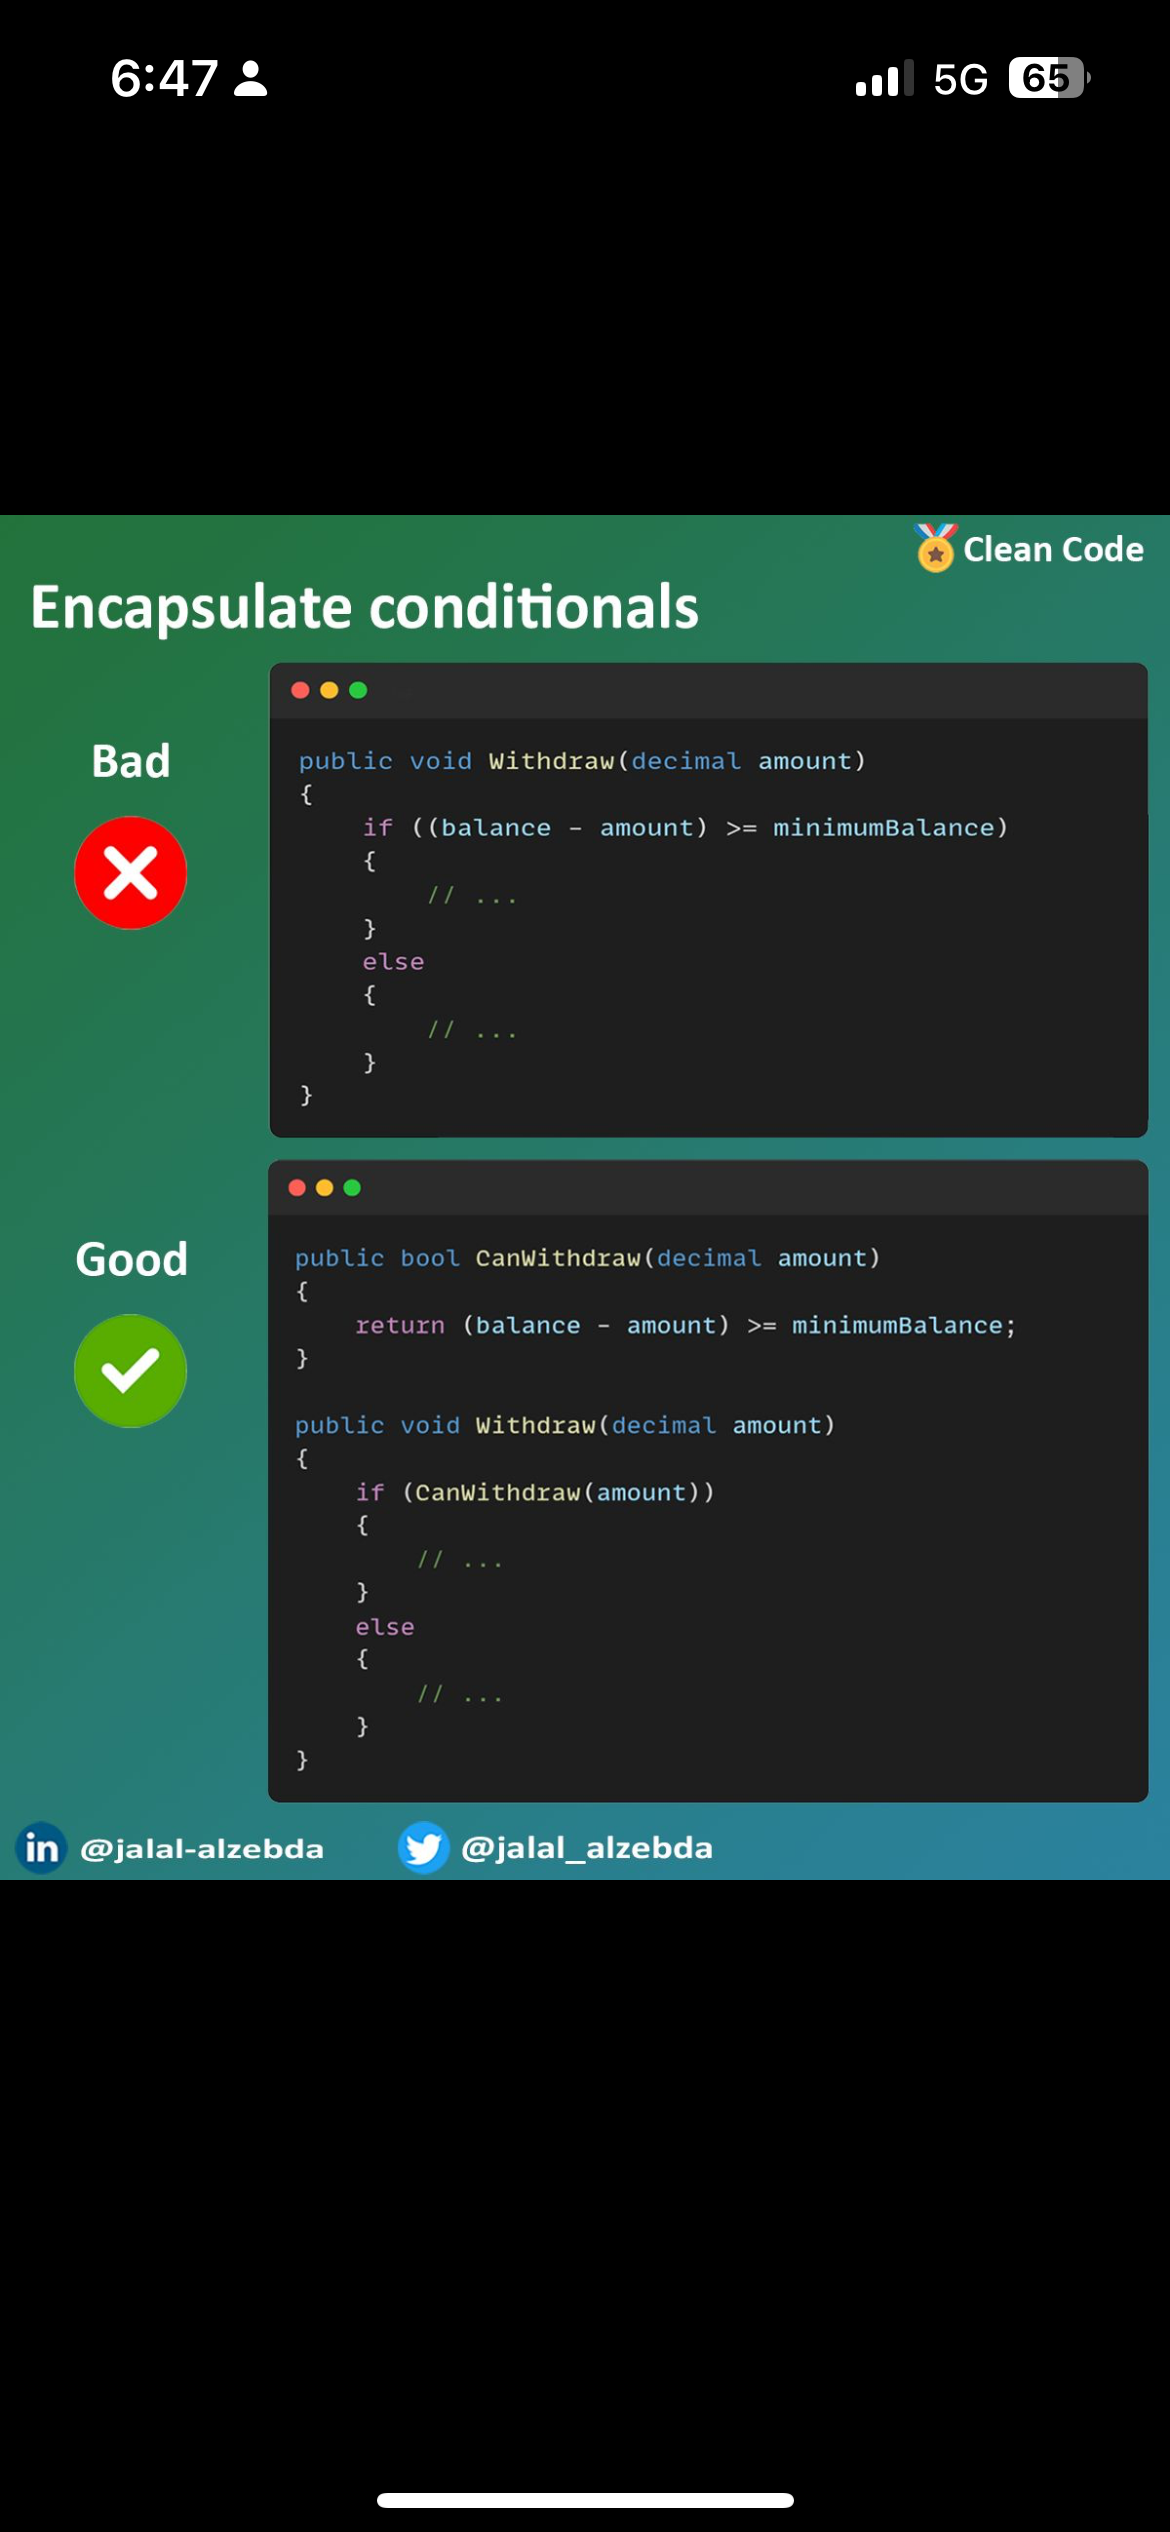 6:47
5G 65
Clean Code
Encapsulate conditionals
Bad
public void Withdraw(decimal amount)
{
    if ((balance - amount) >= minimumBalance)
    {
        // ...
    }
    else
    {
        // ...
    }
}
Good
public bool CanWithdraw(decimal amount)
{
    return (balance - amount) >= minimumBalance;
}

public void Withdraw(decimal amount)
{
    if (CanWithdraw(amount))
    {
        // ...
    }
    else
    {
        // ...
    }
}
in @jalal-alzebda
@jalal_alzebda